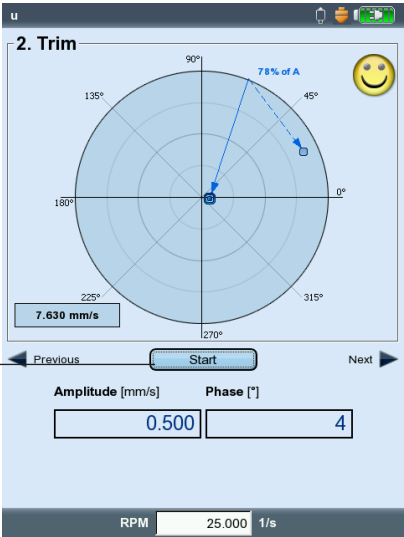 u
2. Trim
90°
78% of A
135°
45°
180°
0°
225°
315°
7.630 mm/s
270°
Previous
Start
Next
Amplitude [mm/s]
Phase [°]
0.500
4
RPM
25.000
1/s